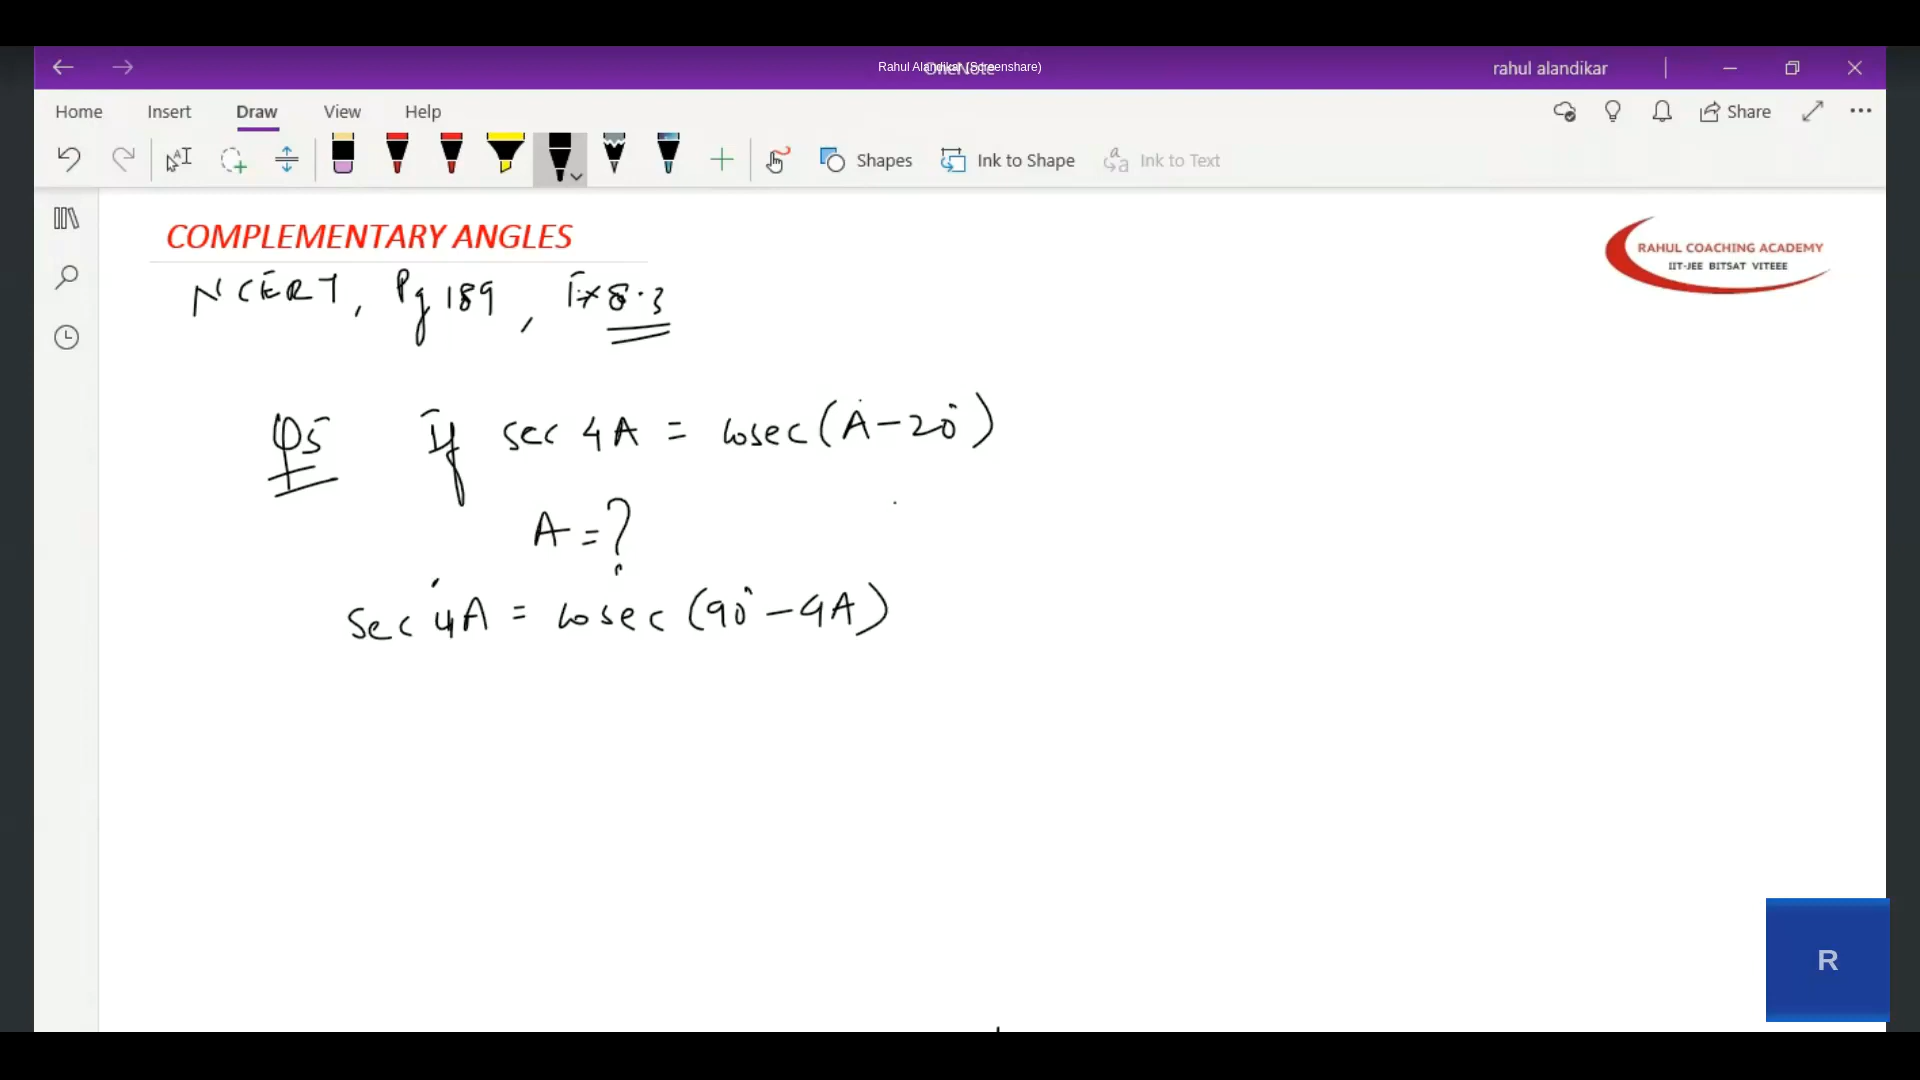 Rahul Alandikar (Screenshare)
rahul alandikar
Home Insert Draw View Help
Share
Shapes Ink to Shape Ink to Text
COMPLEMENTARY ANGLES
RAHUL COACHING ACADEMY
IIT-JEE BITSAT VITEEE
NCERT, Pg 189, Ex 8.3
Q5 If sec 4A = cosec(A-20°)
A = ?
Sec 4A = cosec (90° - 4A)
R